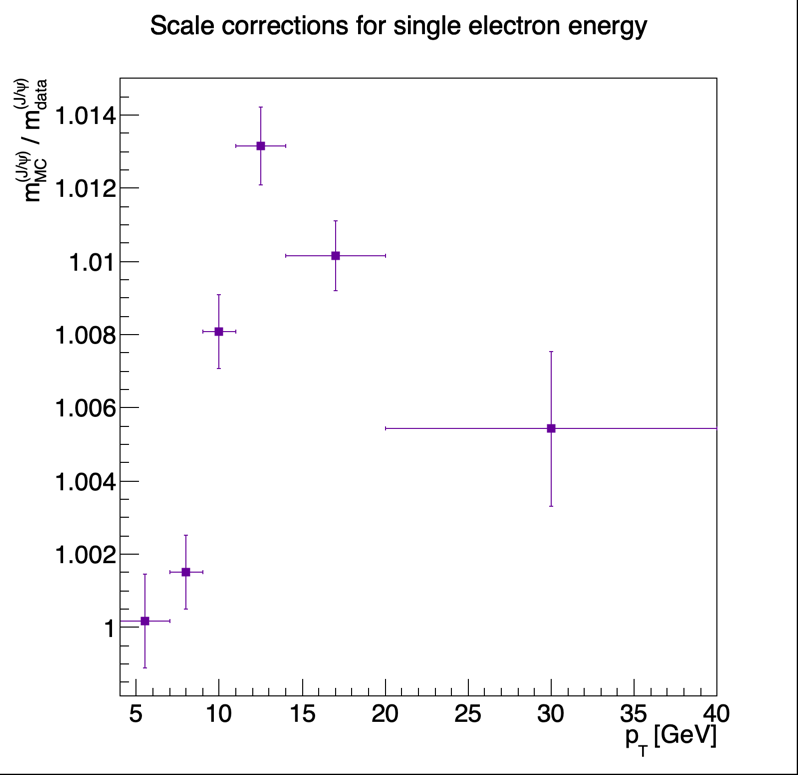 Scale corrections for single electron energy
m_MC^(J/ψ) / m_data^(J/ψ)
1.014
1.012
1.01
1.008
1.006
1.004
1.002
1
5 10 15 20 25 30 35 40
p_T [GeV]